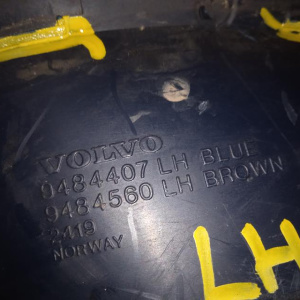 VOLVO
9484407 LH BLUE
9484560 LH BROWN
2419
NORWAY
LH